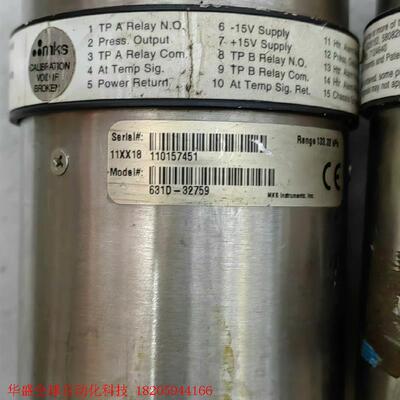 mks
CALIBRATION
VOID IF
BROKEN
1 TP A Relay N.O.
2 Press. Output
3 TP A Relay Com.
4 At Temp Sig.
5 Power Return
6 -15V Supply
7 +15V Supply
8 TP B Relay N.O.
9 TP B Relay Com.
10 At Temp Sig. Ret.
Serial#:
11XX18 110157451
Range 133.32 kPa
Model#:
631D-32759
MKS Instruments, Inc.
CE
华盛全球自动化科技 18205944166